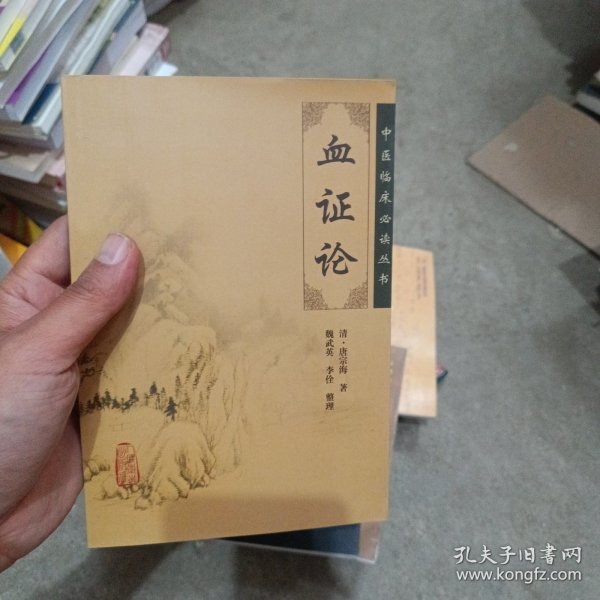 中医临床必读丛书
血证论
清·唐宗海 著
魏武英 李佺 整理
孔夫子旧书网
www.kongfz.com